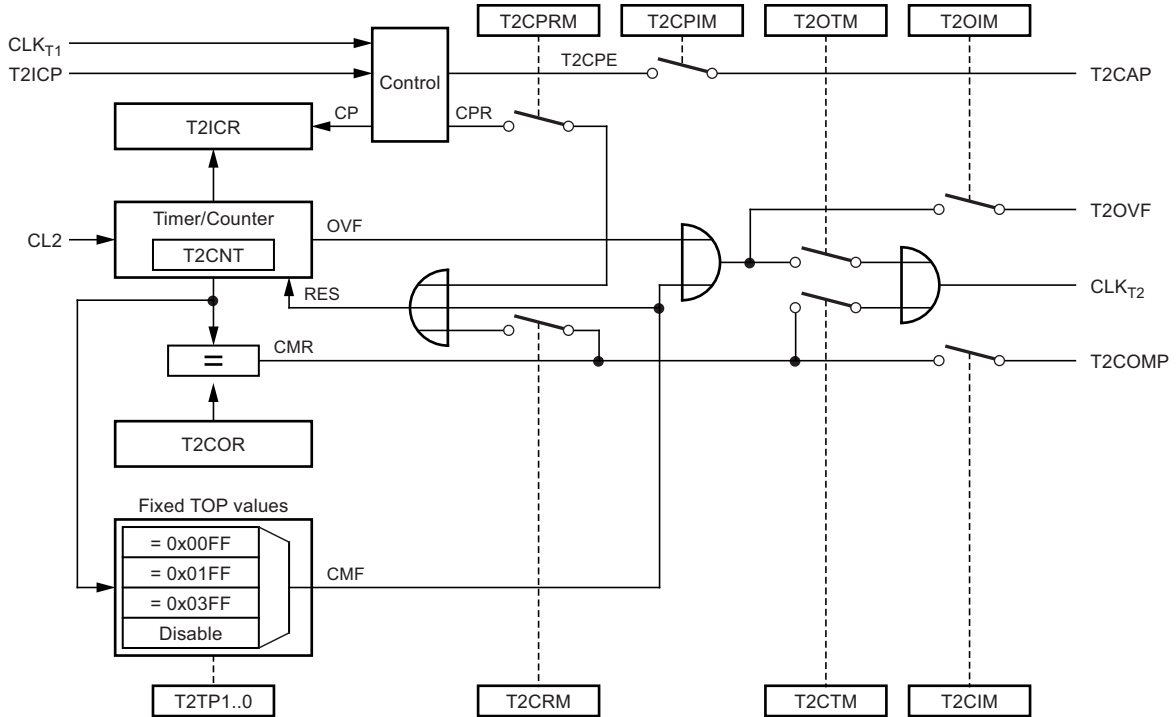 T2CPRM T2CPIM T2OTM T2OIM
CLKT1
T2CPE
T2ICP
Control
T2CAP
CP CPR
T2ICR
Timer/Counter
T2OVF
OVF
CL2
T2CNT
RES
CLKT2
CMR
=
T2COMP
T2COR
Fixed TOP values
= 0x00FF
= 0x01FF
CMF
= 0x03FF
Disable
T2TP1..0 T2CRM T2CTM T2CIM